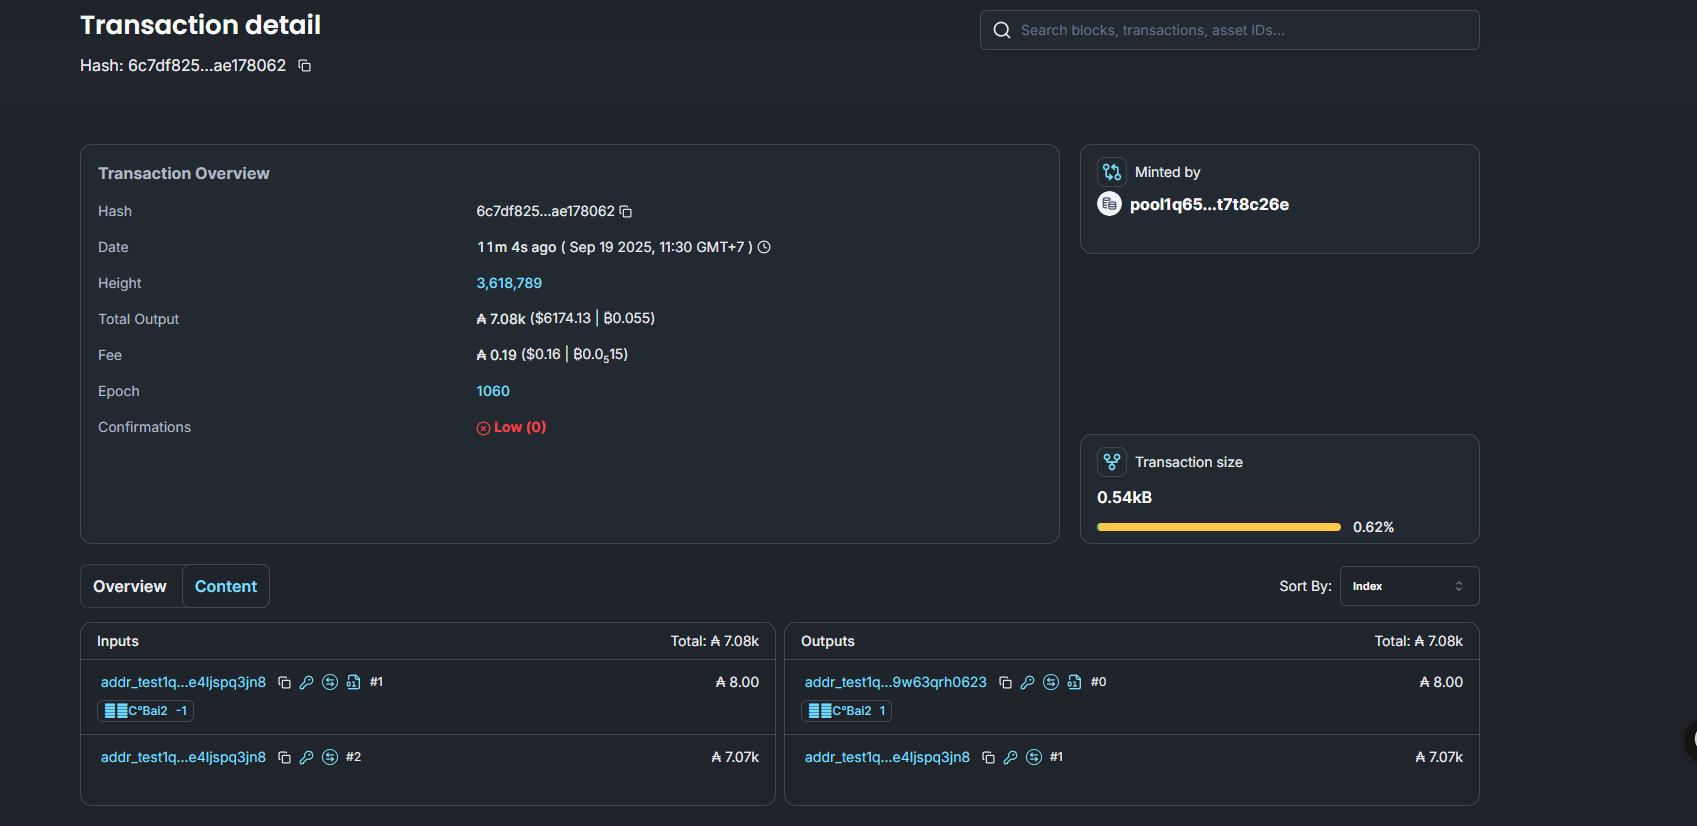 Transaction detail
Search blocks, transactions, asset IDs...
Hash: 6c7df825...ae178062
Transaction Overview
Hash 6c7df825...ae178062
Date 11m 4s ago ( Sep 19 2025, 11:30 GMT+7 )
Height 3,618,789
Total Output ₳ 7.08k ($6174.13 | ₿0.055)
Fee ₳ 0.19 ($0.16 | ₿0.0₅15)
Epoch 1060
Confirmations Low (0)
Minted by
pool1q65...t7t8c26e
Transaction size
0.54kB
0.62%
Overview Content
Sort By: Index
Inputs Total: ₳ 7.08k
addr_test1q...e4ljspq3jn8 #1 ₳ 8.00
C°Bai2 -1
addr_test1q...e4ljspq3jn8 #2 ₳ 7.07k
Outputs Total: ₳ 7.08k
addr_test1q...9w63qrh0623 #0 ₳ 8.00
C°Bai2 1
addr_test1q...e4ljspq3jn8 #1 ₳ 7.07k